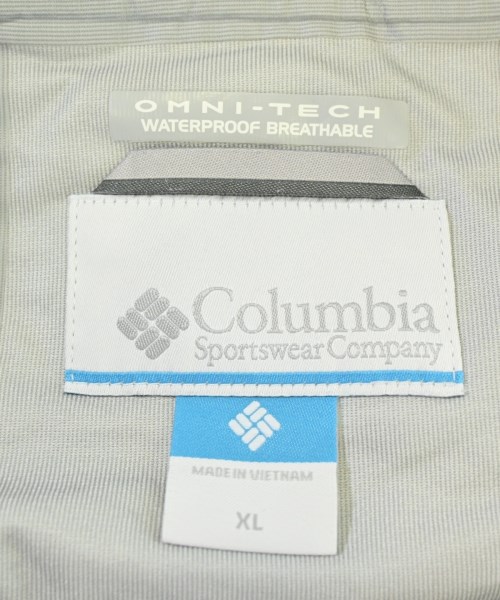 OMNI-TECH
WATERPROOF BREATHABLE
Columbia
Sportswear Company
MADE IN VIETNAM
XL